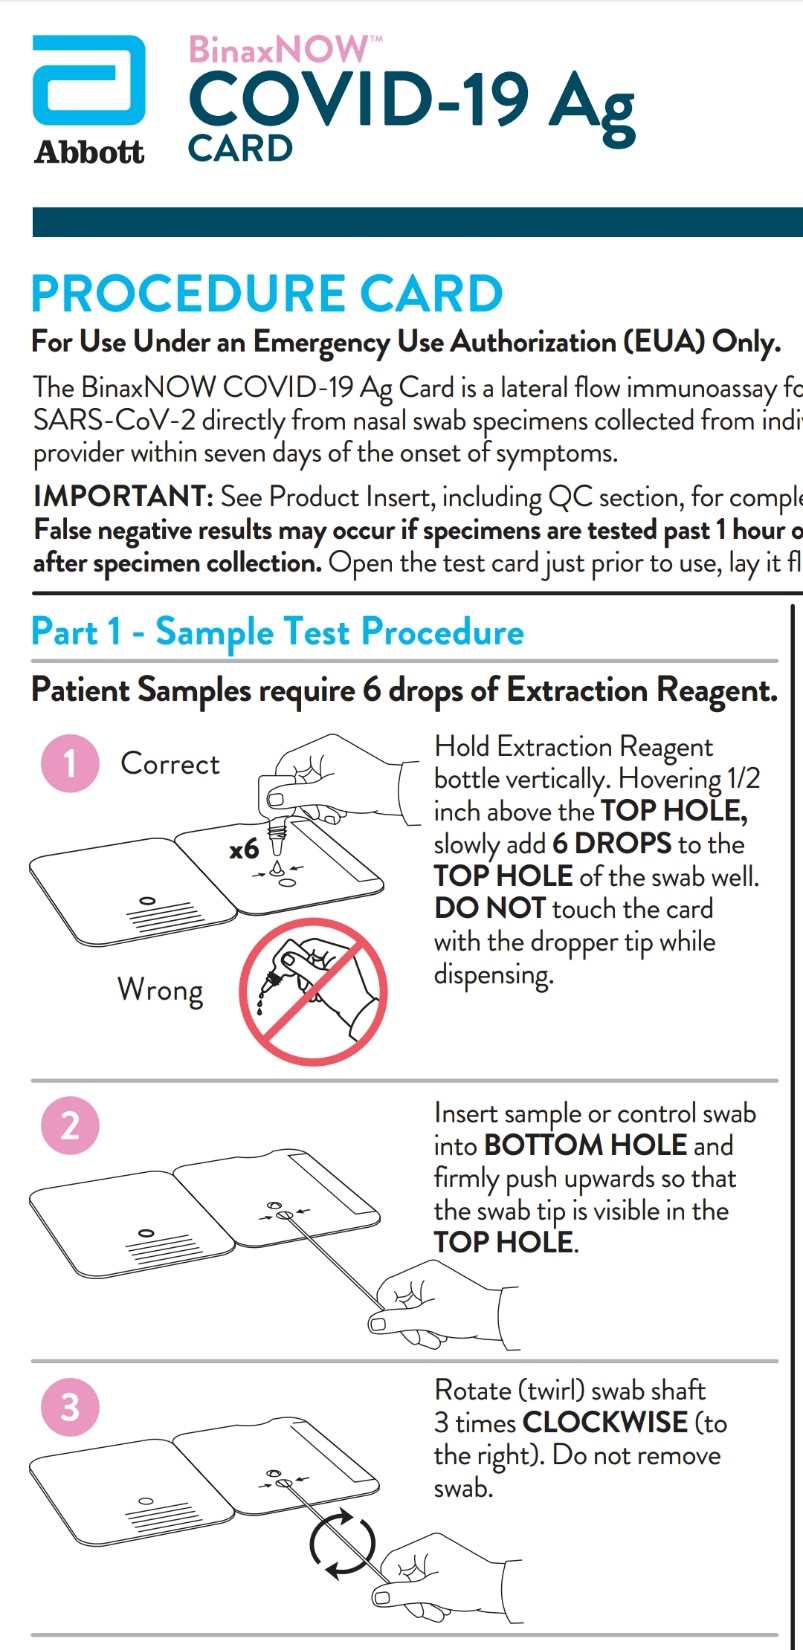 Abbott
BinaxNOW™
COVID-19 Ag
CARD
PROCEDURE CARD
For Use Under an Emergency Use Authorization (EUA) Only.
The BinaxNOW COVID-19 Ag Card is a lateral flow immunoassay
SARS-CoV-2 directly from nasal swab specimens collected from
provider within seven days of the onset of symptoms.
IMPORTANT: See Product Insert, including QC section, for
False negative results may occur if specimens are tested past 1 hour
after specimen collection. Open the test card just prior to use, lay it
Part 1 - Sample Test Procedure
Patient Samples require 6 drops of Extraction Reagent.
1
Correct
x6
Wrong
Hold Extraction Reagent
bottle vertically. Hovering 1/2
inch above the TOP HOLE,
slowly add 6 DROPS to the
TOP HOLE of the swab well.
DO NOT touch the card
with the dropper tip while
dispensing.
2
Insert sample or control swab
into BOTTOM HOLE and
firmly push upwards so that
the swab tip is visible in the
TOP HOLE.
3
Rotate (twirl) swab shaft
3 times CLOCKWISE (to
the right). Do not remove
swab.